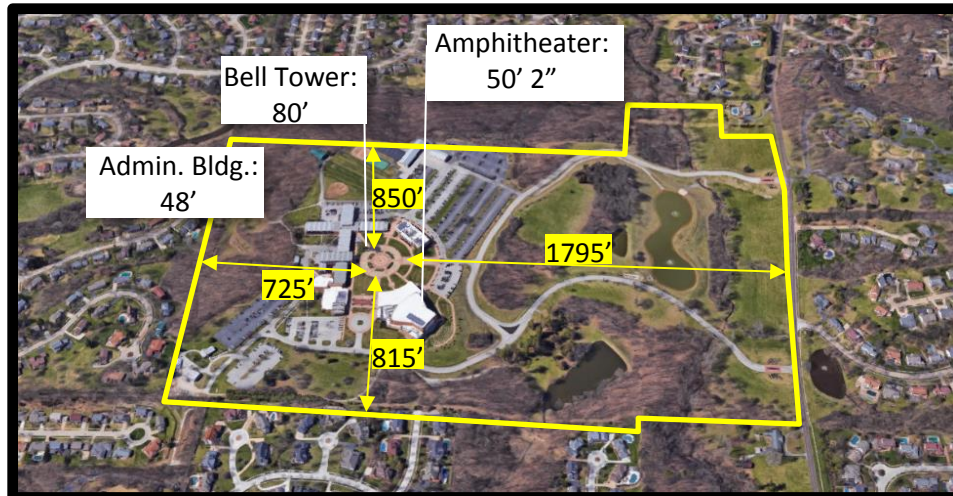 Amphitheater:
50' 2”
Bell Tower:
80'
Admin. Bldg.:
48'
850'
1795'
725'
815'